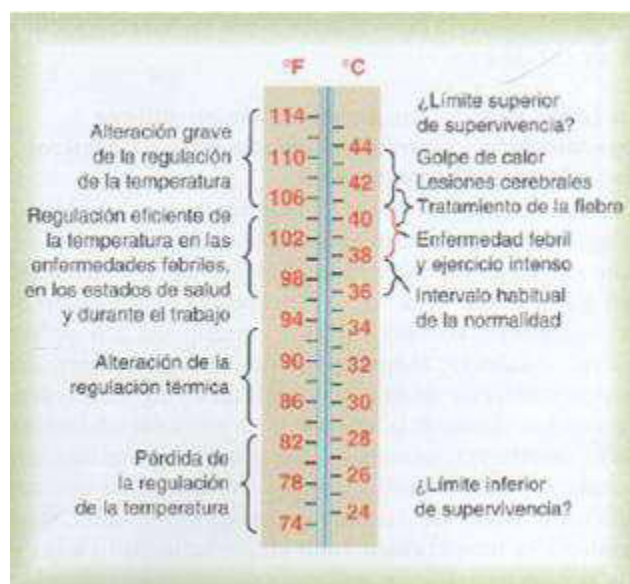 °F °C
Alteración grave
de la regulación
de la temperatura
Regulación eficiente de
la temperatura en las
enfermedades febriles,
en los estados de salud
y durante el trabajo
Alteración de la
regulación térmica
Pérdida de
la regulación
de la temperatura
114
110
106
102
98
94
90
86
82
78
74
44
42
40
38
36
34
32
30
28
26
24
¿Límite superior
de supervivencia?
Golpe de calor
Lesiones cerebrales
Tratamiento de la fiebre
Enfermedad febril
y ejercicio intenso
Intervalo habitual
de la normalidad
¿Límite inferior
de supervivencia?